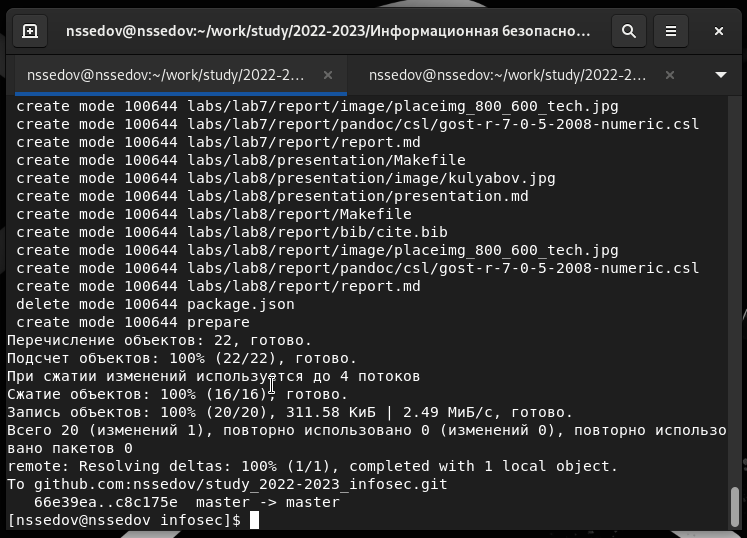 nssedov@nssedov:~/work/study/2022-2023/Информационная безопасно...
nssedov@nssedov:~/work/study/2022-2...
nssedov@nssedov:~/work/study/2022-2...
create mode 100644 labs/lab7/report/image/placeimg_800_600_tech.jpg
create mode 100644 labs/lab7/report/pandoc/csl/gost-r-7-0-5-2008-numeric.csl
create mode 100644 labs/lab7/report/report.md
create mode 100644 labs/lab8/presentation/Makefile
create mode 100644 labs/lab8/presentation/image/kulyabov.jpg
create mode 100644 labs/lab8/presentation/presentation.md
create mode 100644 labs/lab8/report/Makefile
create mode 100644 labs/lab8/report/bib/cite.bib
create mode 100644 labs/lab8/report/image/placeimg_800_600_tech.jpg
create mode 100644 labs/lab8/report/pandoc/csl/gost-r-7-0-5-2008-numeric.csl
create mode 100644 labs/lab8/report/report.md
delete mode 100644 package.json
create mode 100644 prepare
Перечисление объектов: 22, готово.
Подсчет объектов: 100% (22/22), готово.
При сжатии изменений используется до 4 потоков
Сжатие объектов: 100% (16/16), готово.
Запись объектов: 100% (20/20), 311.58 КиБ | 2.49 МиБ/с, готово.
Всего 20 (изменений 1), повторно использовано 0 (изменений 0), повторно использо
вано пакетов 0
remote: Resolving deltas: 100% (1/1), completed with 1 local object.
To github.com:nssedov/study_2022-2023_infosec.git
66e39ea..c8c175e  master -> master
[nssedov@nssedov infosec]$